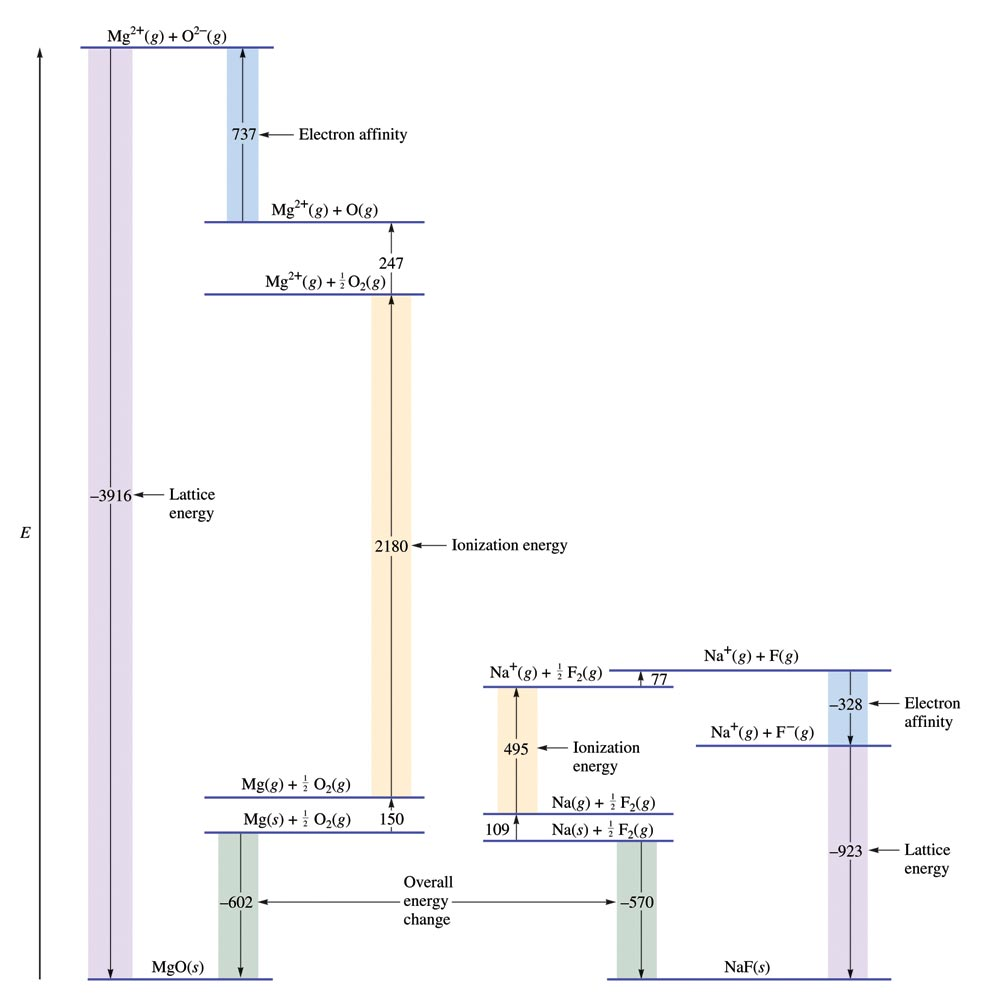 Mg²⁺(g) + O²⁻(g)
737
Electron affinity
Mg²⁺(g) + O(g)
247
Mg²⁺(g) + ½ O₂(g)
–3916
Lattice
energy
E
2180
Ionization energy
Na⁺(g) + F(g)
Na⁺(g) + ½ F₂(g)
77
–328
Electron
affinity
Na⁺(g) + F⁻(g)
495
Ionization
energy
Mg(g) + ½ O₂(g)
Na(g) + ½ F₂(g)
Mg(s) + ½ O₂(g)
150
109
Na(s) + ½ F₂(g)
–923
Lattice
energy
Overall
energy
change
–602
–570
MgO(s)
NaF(s)